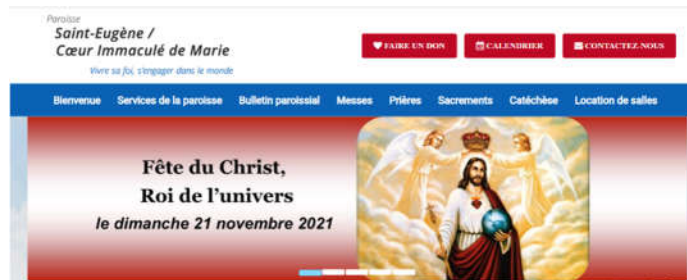 Paroisse
Saint-Eugène /
Cœur Immaculé de Marie
Vivre sa foi, s'engager dans le monde
FAIRE UN DON
CALENDRIER
CONTACTEZ-NOUS
Bienvenue Services de la paroisse Bulletin paroissial Messes Prières Sacrements Catéchèse Location de salles
Fête du Christ,
Roi de l'univers
le dimanche 21 novembre 2021